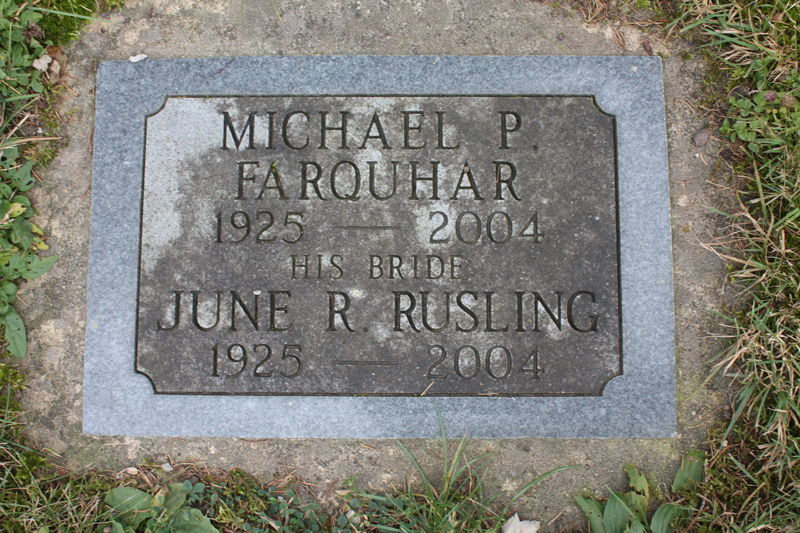 MICHAEL P.
FARQUHAR
1925 — 2004
HIS BRIDE
JUNE R. RUSLING
1925 — 2004